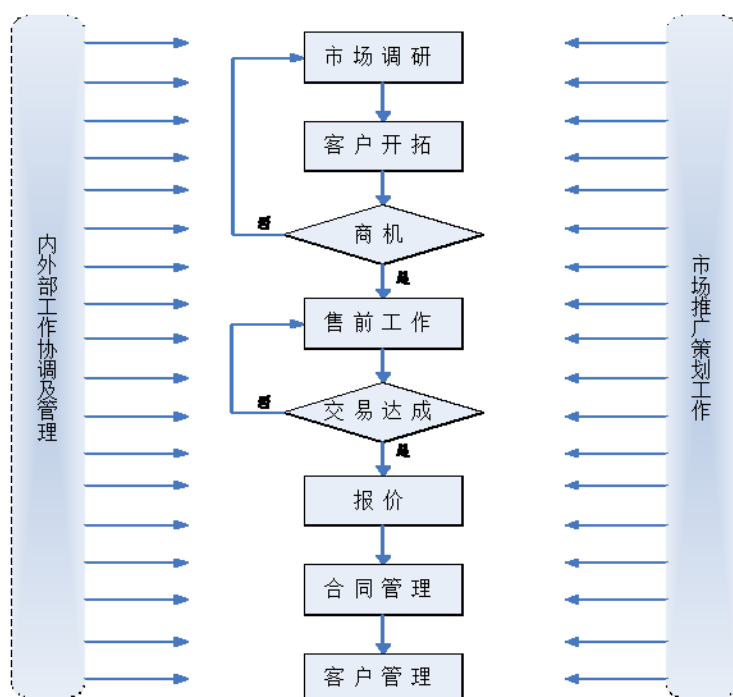 市场调研
客户开拓
否
商机
是
售前工作
否
交易达成
是
报价
合同管理
客户管理
内外部工作协调及管理
市场推广策划工作